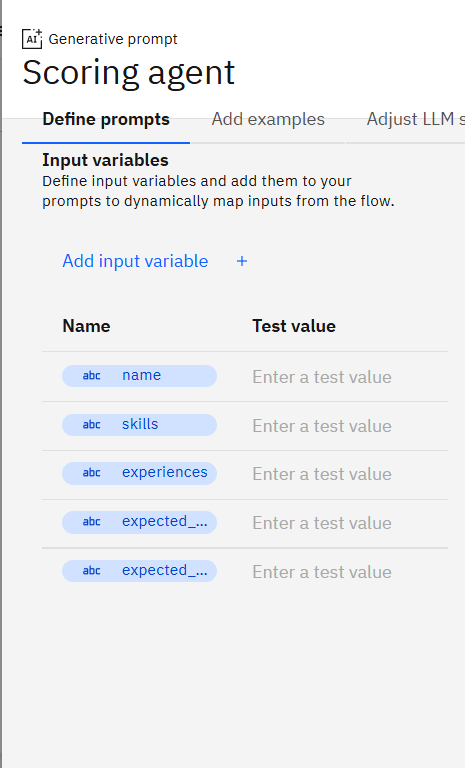 AI Generative prompt
Scoring agent
Define prompts Add examples Adjust LLM s
Input variables
Define input variables and add them to your
prompts to dynamically map inputs from the flow.
Add input variable +
Name Test value
abc name Enter a test value
abc skills Enter a test value
abc experiences Enter a test value
abc expected_... Enter a test value
abc expected_... Enter a test value